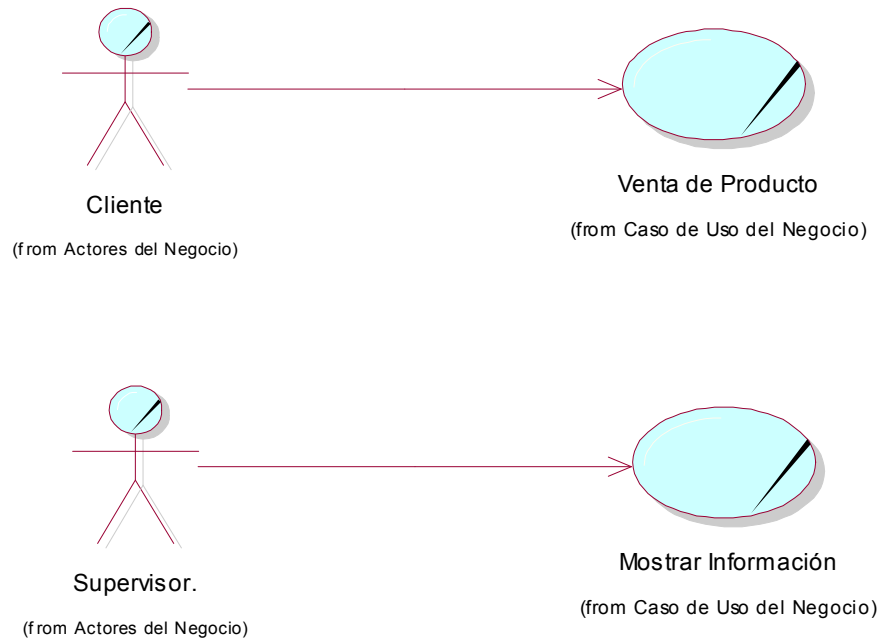 Cliente
(from Actores del Negocio)
Venta de Producto
(from Caso de Uso del Negocio)
Supervisor.
(from Actores del Negocio)
Mostrar Información
(from Caso de Uso del Negocio)